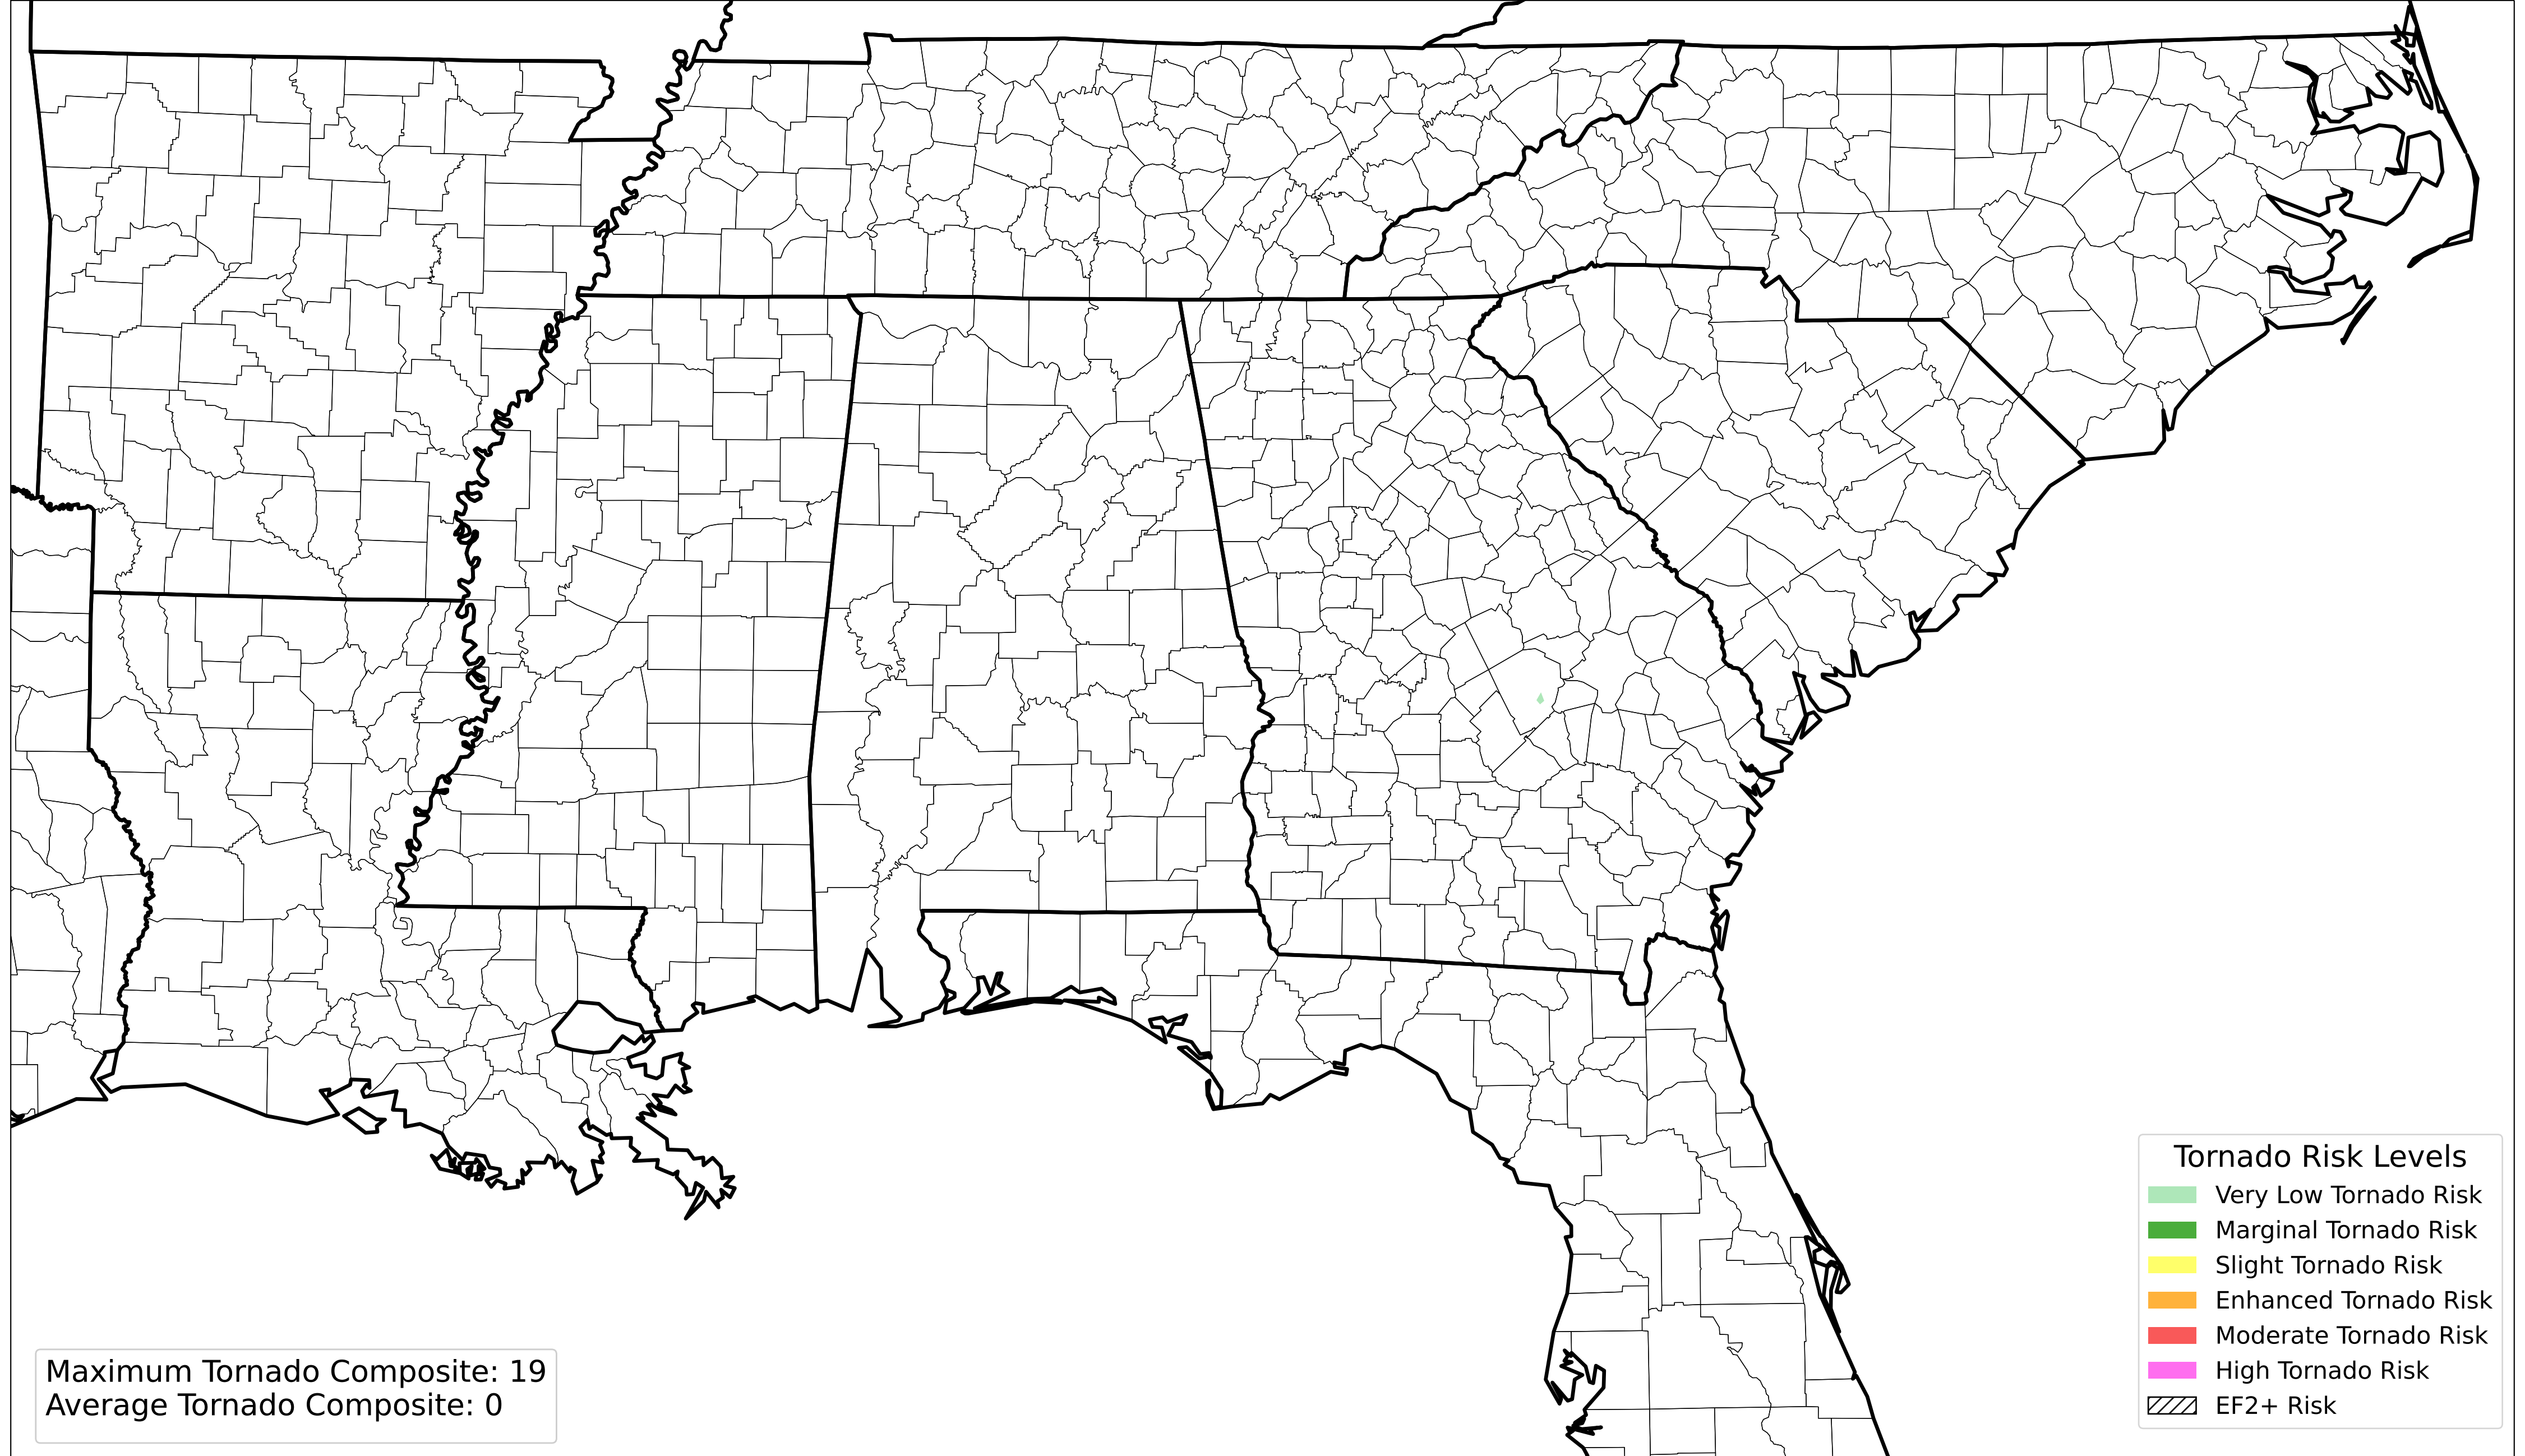 Tornado Risk Levels
Very Low Tornado Risk
Marginal Tornado Risk
Slight Tornado Risk
Enhanced Tornado Risk
Moderate Tornado Risk
High Tornado Risk
EF2+ Risk
Maximum Tornado Composite: 19
Average Tornado Composite: 0